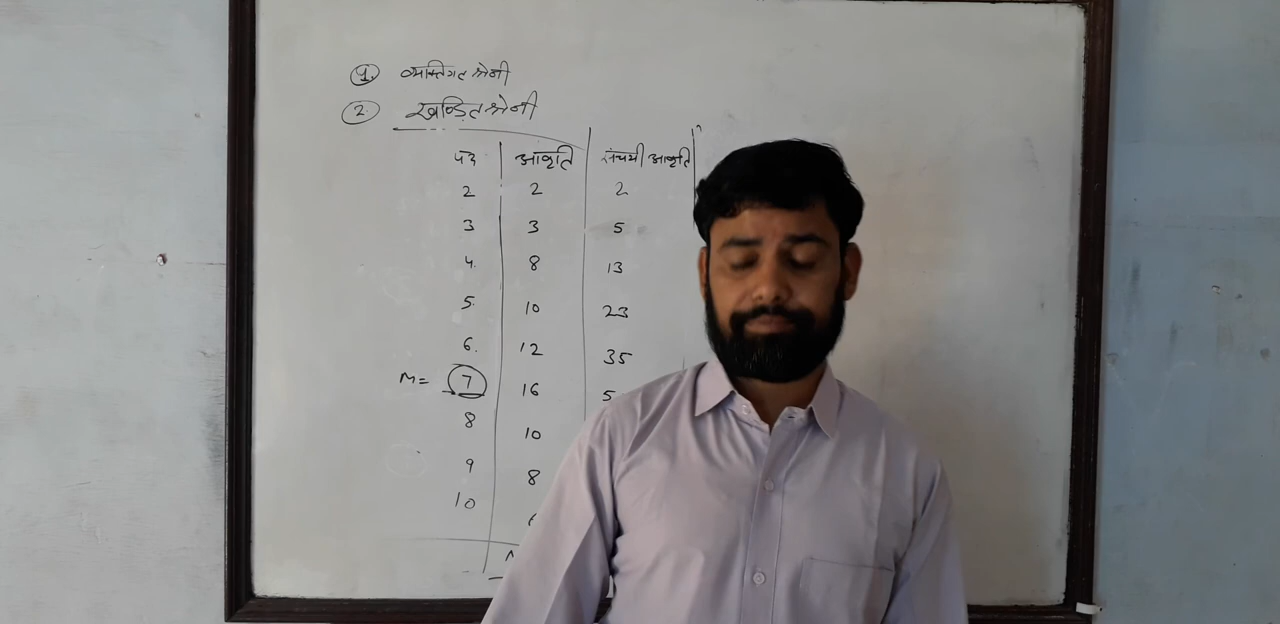 1. व्यक्तिगत श्रेनी
2. खण्डित श्रेनी
पद आवृति संचयी आवृति
2 2 2
3 3 5
4. 8 13
5. 10 23
6. 12 35
M= 7 16 5
8 10
9 8
10